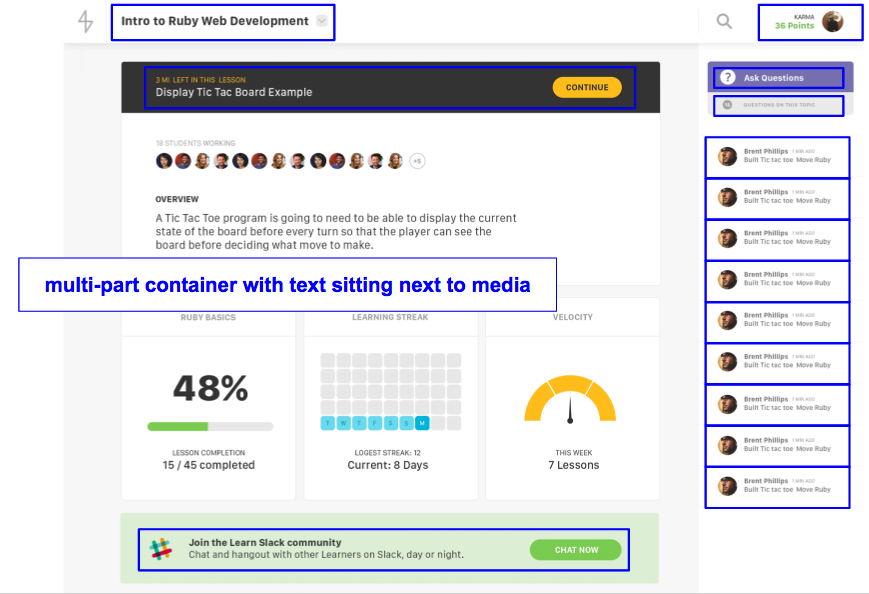 Intro to Ruby Web Development
KARMA
36 Points
3 MI LEFT IN THIS LESSON
Display Tic Tac Board Example
CONTINUE
18 STUDENTS WORKING
+5
OVERVIEW
A Tic Tac Toe program is going to need to be able to display the current
state of the board before every turn so that the player can see the
board before deciding what move to make.
multi-part container with text sitting next to media
RUBY BASICS
48%
LESSON COMPLETION
15 / 45 completed
LEARNING STREAK
T W T F S S M
LOGEST STREAK: 12
Current: 8 Days
VELOCITY
THIS WEEK
7 Lessons
Join the Learn Slack community
Chat and hangout with other Learners on Slack, day or night.
CHAT NOW
? Ask Questions
QUESTIONS ON THIS TOPIC
Brent Phillips 1 MIN AGO
Built Tic tac toe Move Ruby
Brent Phillips 1 MIN AGO
Built Tic tac toe Move Ruby
Brent Phillips 1 MIN AGO
Built Tic tac toe Move Ruby
Brent Phillips 1 MIN AGO
Built Tic tac toe Move Ruby
Brent Phillips 1 MIN AGO
Built Tic tac toe Move Ruby
Brent Phillips 1 MIN AGO
Built Tic tac toe Move Ruby
Brent Phillips 1 MIN AGO
Built Tic tac toe Move Ruby
Brent Phillips 1 MIN AGO
Built Tic tac toe Move Ruby
Brent Phillips 1 MIN AGO
Built Tic tac toe Move Ruby